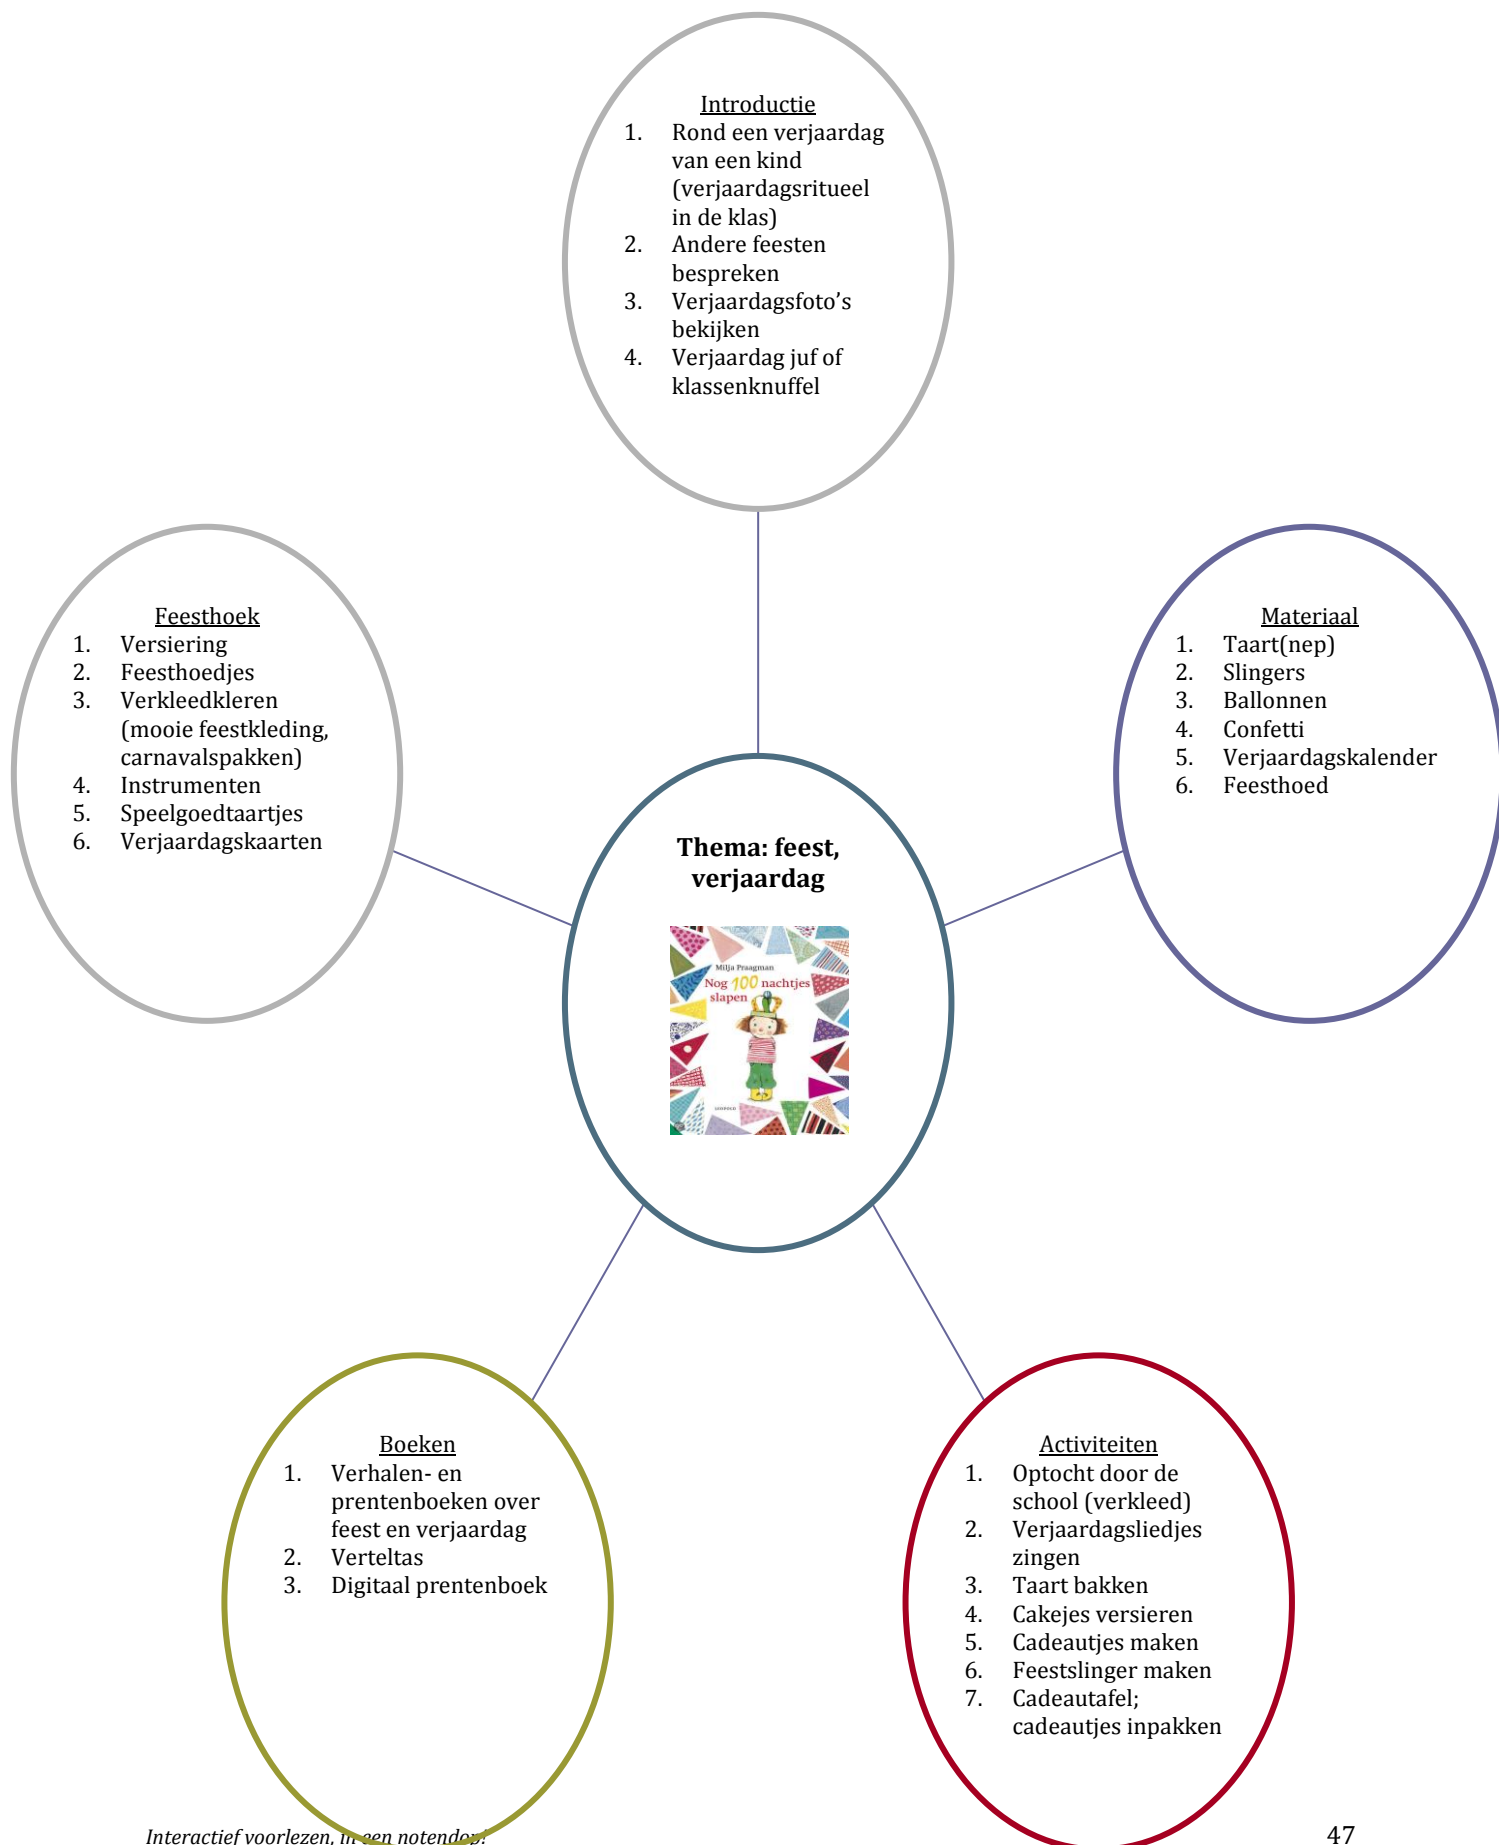 Introductie
1. Rond een verjaardag
van een kind
(verjaardagsritueel
in de klas)
2. Andere feesten
bespreken
3. Verjaardagsfoto’s
bekijken
4. Verjaardag juf of
klassenknuffel
Feesthoek
1. Versiering
2. Feesthoedjes
3. Verkleedkleren
(mooie feestkleding,
carnavalspakken)
4. Instrumenten
5. Speelgoedtaartjes
6. Verjaardagskaarten
Materiaal
1. Taart(nep)
2. Slingers
3. Ballonnen
4. Confetti
5. Verjaardagskalender
6. Feesthoed
Thema: feest,
verjaardag
Milja Praagman
Nog 100 nachtjes
slapen
LEOPOLD
Boeken
1. Verhalen- en
prentenboeken over
feest en verjaardag
2. Verteltas
3. Digitaal prentenboek
Activiteiten
1. Optocht door de
school (verkleed)
2. Verjaardagsliedjes
zingen
3. Taart bakken
4. Cakejes versieren
5. Cadeautjes maken
6. Feestslinger maken
7. Cadeautafel;
cadeautjes inpakken
Interactief voorlezen, in een notendop!
47